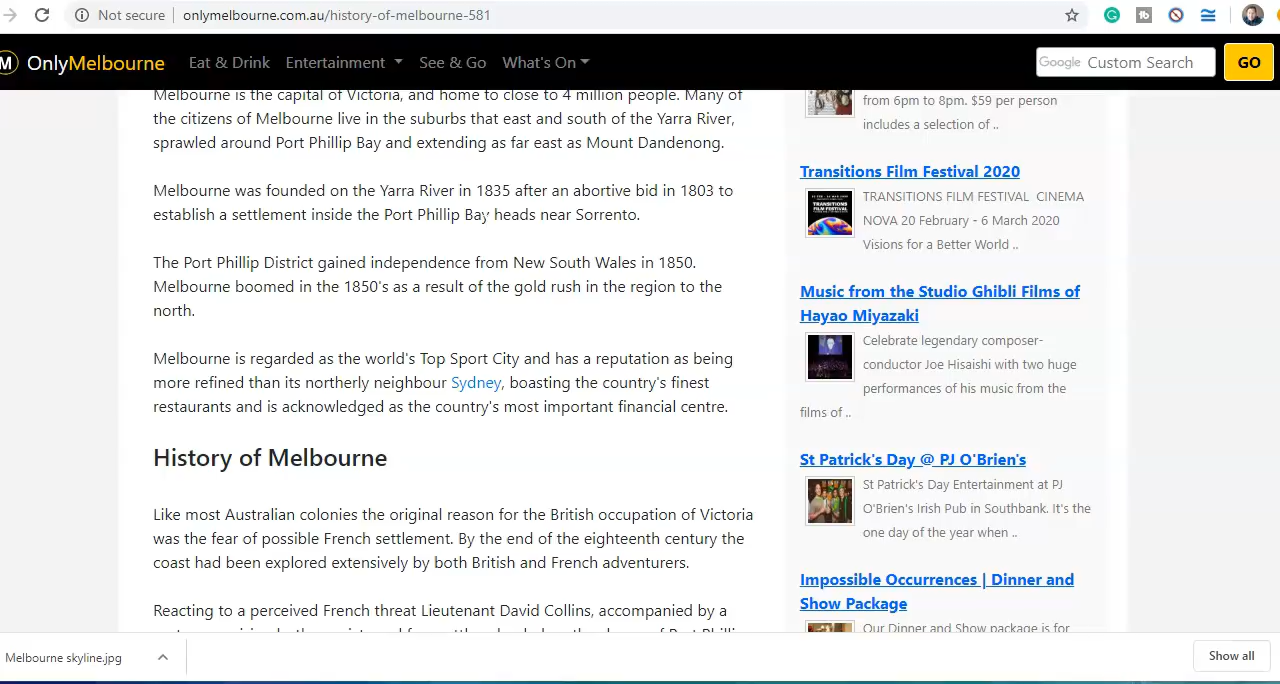 Not secure
onlymelbourne.com.au/history-of-melbourne-581
M OnlyMelbourne
Eat & Drink
Entertainment
See & Go
What's On
Google Custom Search
GO
Melbourne is the capital of Victoria, and home to close to 4 million people. Many of
the citizens of Melbourne live in the suburbs that east and south of the Yarra River,
sprawled around Port Phillip Bay and extending as far east as Mount Dandenong.
Melbourne was founded on the Yarra River in 1835 after an abortive bid in 1803 to
establish a settlement inside the Port Phillip Bay heads near Sorrento.
The Port Phillip District gained independence from New South Wales in 1850.
Melbourne boomed in the 1850's as a result of the gold rush in the region to the
north.
Melbourne is regarded as the world's Top Sport City and has a reputation as being
more refined than its northerly neighbour Sydney, boasting the country's finest
restaurants and is acknowledged as the country's most important financial centre.
History of Melbourne
Like most Australian colonies the original reason for the British occupation of Victoria
was the fear of possible French settlement. By the end of the eighteenth century the
coast had been explored extensively by both British and French adventurers.
Reacting to a perceived French threat Lieutenant David Collins, accompanied by a
from 6pm to 8pm. $59 per person
includes a selection of ..
Transitions Film Festival 2020
TRANSITIONS FILM FESTIVAL CINEMA
NOVA 20 February - 6 March 2020
Visions for a Better World ..
TRANSITIONS
FILM FESTIVAL
Music from the Studio Ghibli Films of
Hayao Miyazaki
Celebrate legendary composer-
conductor Joe Hisaishi with two huge
performances of his music from the
films of ..
St Patrick's Day @ PJ O'Brien's
St Patrick's Day Entertainment at PJ
O'Brien's Irish Pub in Southbank. It's the
one day of the year when ..
Impossible Occurrences | Dinner and
Show Package
Our Dinner and Show package is for
Melbourne skyline.jpg
Show all